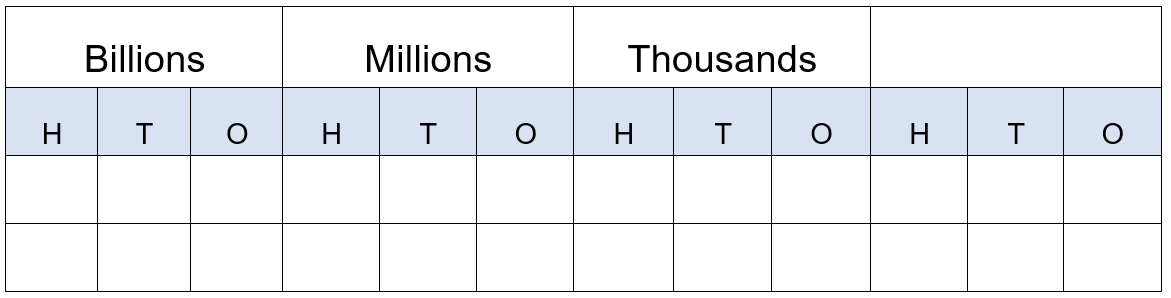 Billions Millions Thousands
H T O H T O H T O H T O